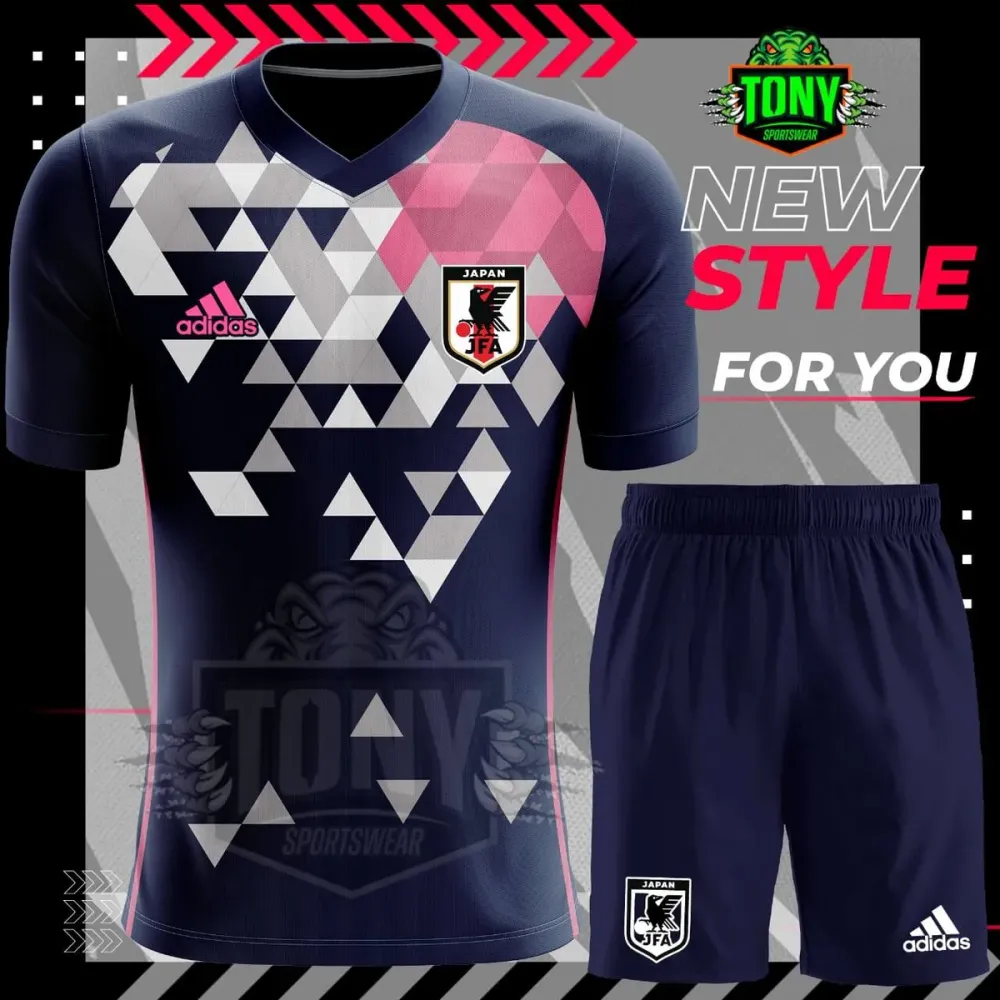 TONY
SPORTSWEAR
NEW
STYLE
FOR YOU
adidas
JAPAN
JFA
TONY
SPORTSWEAR
JAPAN
JFA
adidas